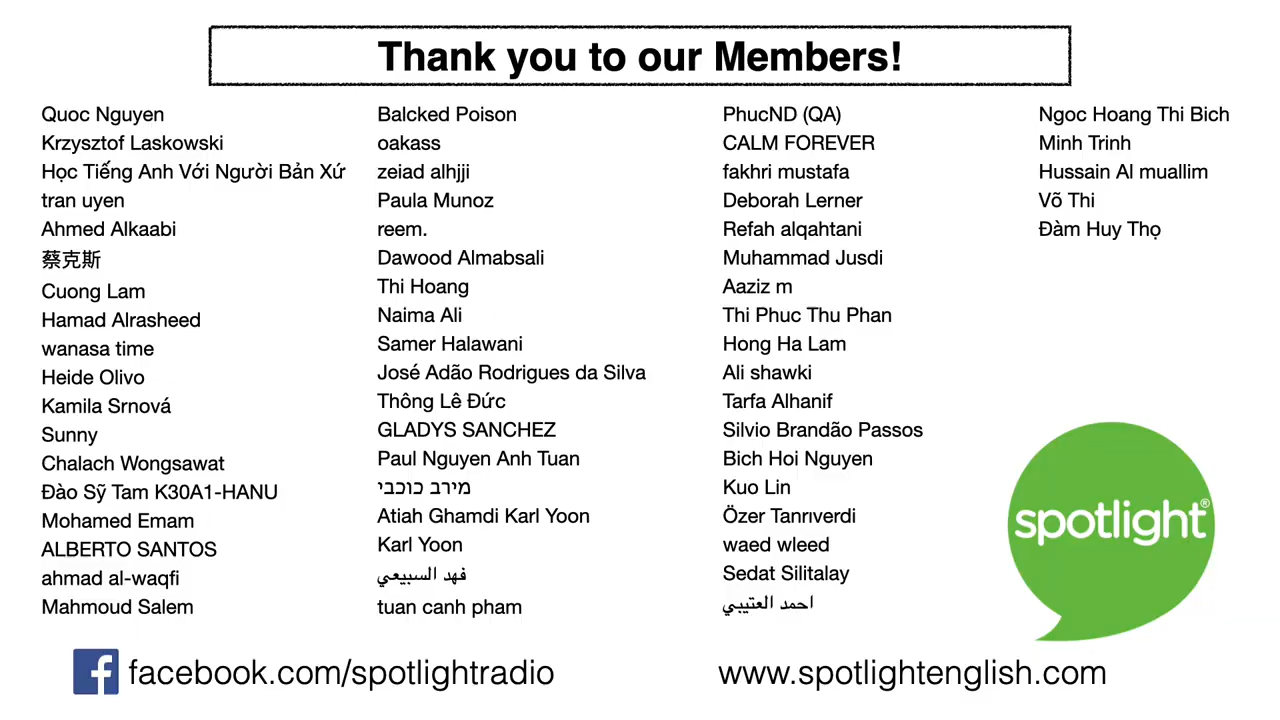 Thank you to our Members!
Quoc Nguyen
Krzysztof Laskowski
Học Tiếng Anh Với Người Bản Xứ
tran uyen
Ahmed Alkaabi
蔡克斯
Cuong Lam
Hamad Alrasheed
wanasa time
Heide Olivo
Kamila Srnová
Sunny
Chalach Wongsawat
Đào Sỹ Tam K30A1-HANU
Mohamed Emam
ALBERTO SANTOS
ahmad al-waqfi
Mahmoud Salem
Balcked Poison
oakass
zeiad alhjji
Paula Munoz
reem.
Dawood Almabsali
Thi Hoang
Naima Ali
Samer Halawani
José Adão Rodrigues da Silva
Thông Lê Đức
GLADYS SANCHEZ
Paul Nguyen Anh Tuan
מירב כוכבי
Atiah Ghamdi Karl Yoon
Karl Yoon
فهد السبيعي
tuan canh pham
PhucND (QA)
CALM FOREVER
fakhri mustafa
Deborah Lerner
Refah alqahtani
Muhammad Jusdi
Aaziz m
Thi Phuc Thu Phan
Hong Ha Lam
Ali shawki
Tarfa Alhanif
Silvio Brandão Passos
Bich Hoi Nguyen
Kuo Lin
Özer Tanrıverdi
waed wleed
Sedat Silitalay
احمد العتيبي
Ngoc Hoang Thi Bich
Minh Trinh
Hussain Al muallim
Võ Thi
Đàm Huy Thọ
spotlight®
facebook.com/spotlightradio
www.spotlightenglish.com